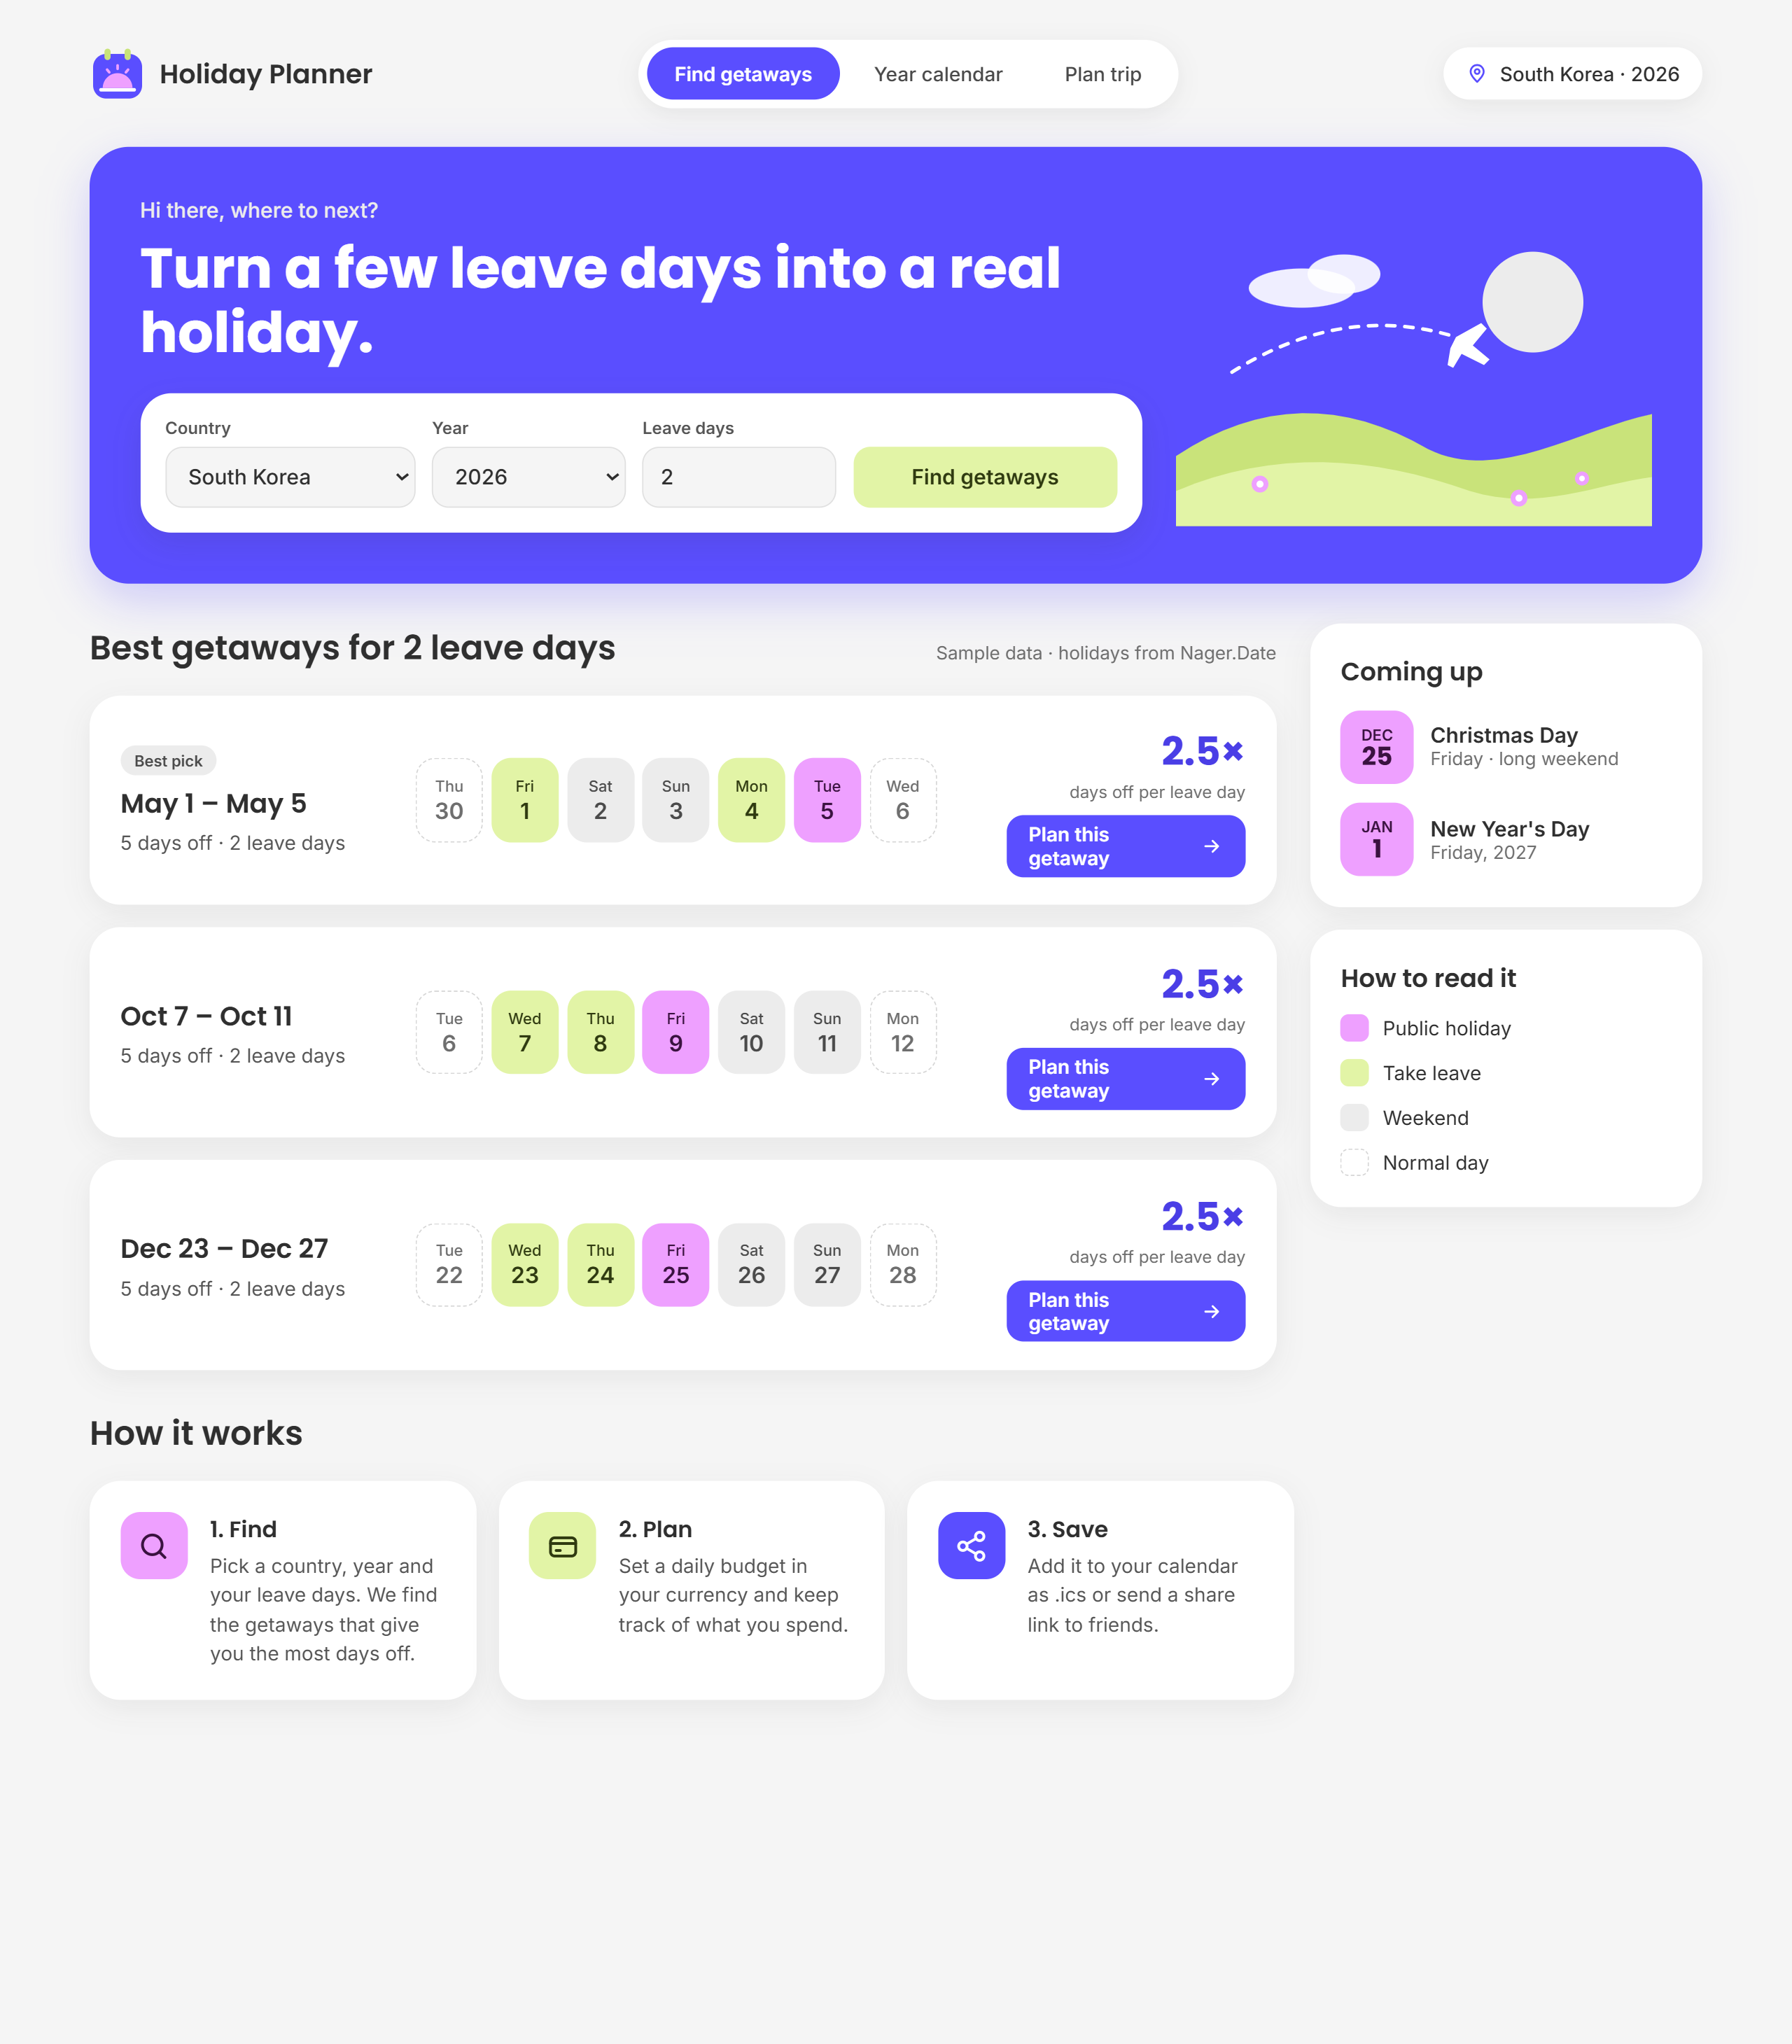 Holiday Planner
Find getaways
Year calendar
Plan trip
South Korea · 2026
Hi there, where to next?
Turn a few leave days into a real
holiday.
Country
Year
Leave days
South Korea
2026
2
Find getaways
Best getaways for 2 leave days
Sample data · holidays from Nager.Date
Best pick
May 1 – May 5
5 days off · 2 leave days
Thu
30
Fri
1
Sat
2
Sun
3
Mon
4
Tue
5
Wed
6
2.5×
days off per leave day
Plan this
getaway
Oct 7 – Oct 11
5 days off · 2 leave days
Tue
6
Wed
7
Thu
8
Fri
9
Sat
10
Sun
11
Mon
12
2.5×
days off per leave day
Plan this
getaway
Dec 23 – Dec 27
5 days off · 2 leave days
Tue
22
Wed
23
Thu
24
Fri
25
Sat
26
Sun
27
Mon
28
2.5×
days off per leave day
Plan this
getaway
Coming up
DEC
25
Christmas Day
Friday · long weekend
JAN
1
New Year's Day
Friday, 2027
How to read it
Public holiday
Take leave
Weekend
Normal day
How it works
1. Find
Pick a country, year and
your leave days. We find
the getaways that give
you the most days off.
2. Plan
Set a daily budget in
your currency and keep
track of what you spend.
3. Save
Add it to your calendar
as .ics or send a share
link to friends.